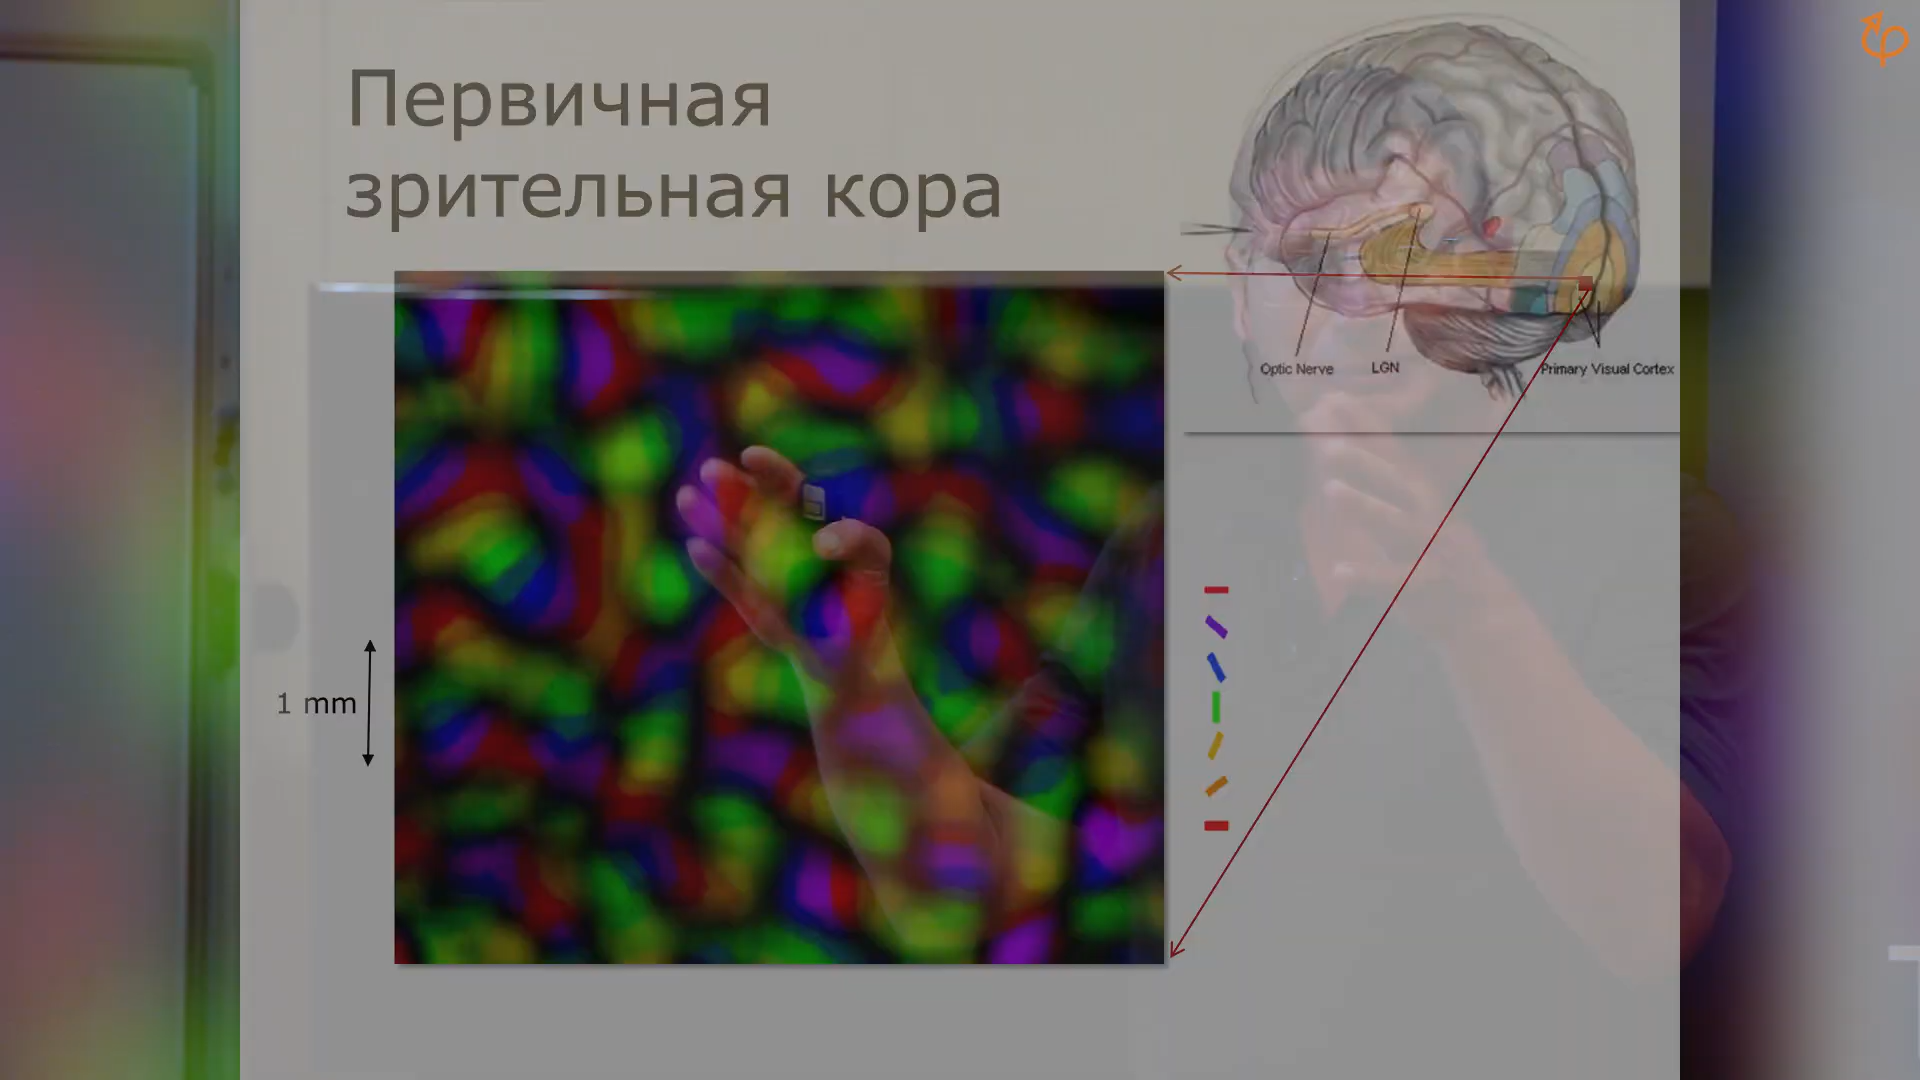 Первичная
зрительная кора
Optic Nerve
LGN
Primary Visual Cortex
1 mm